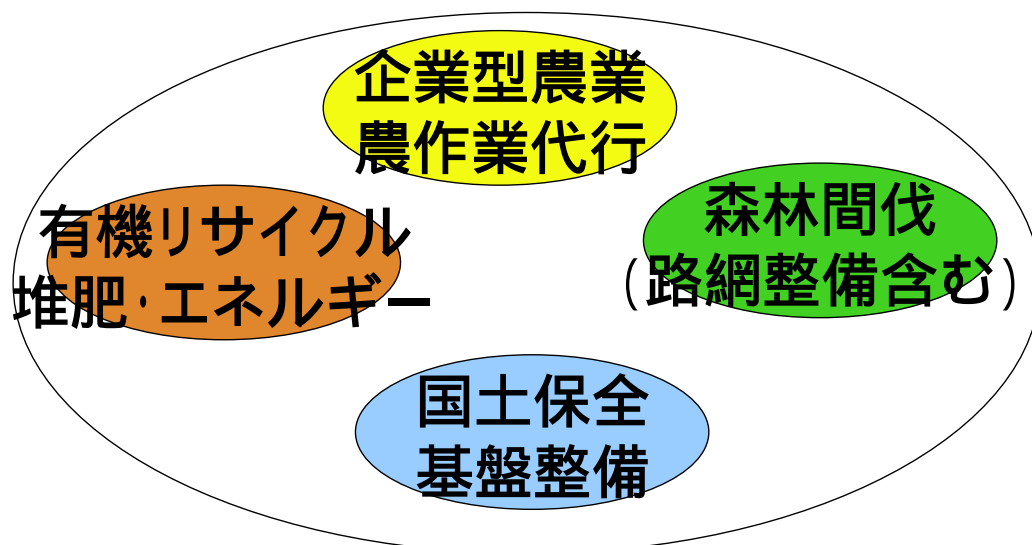 企業型農業
農作業代行
有機リサイクル
堆肥・エネルギー
森林間伐
(路網整備含む)
国土保全
基盤整備